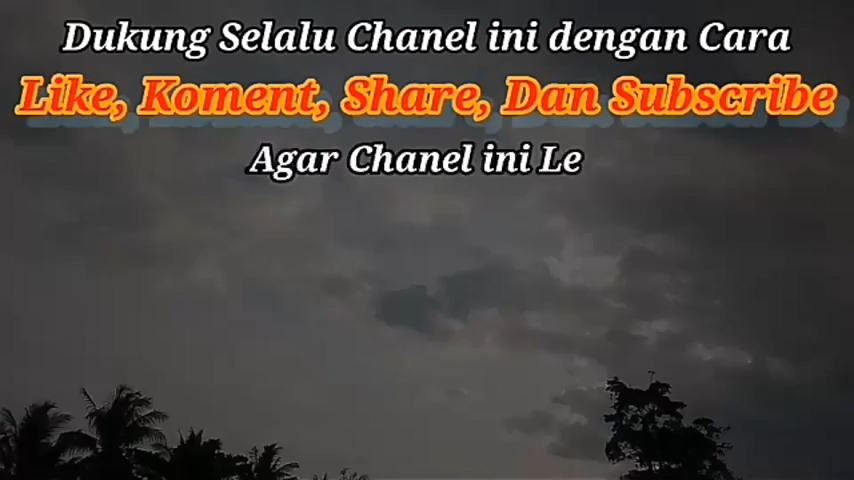 Dukung Selalu Chanel ini dengan Cara
Like, Koment, Share, Dan Subscribe
Agar Chanel ini Le